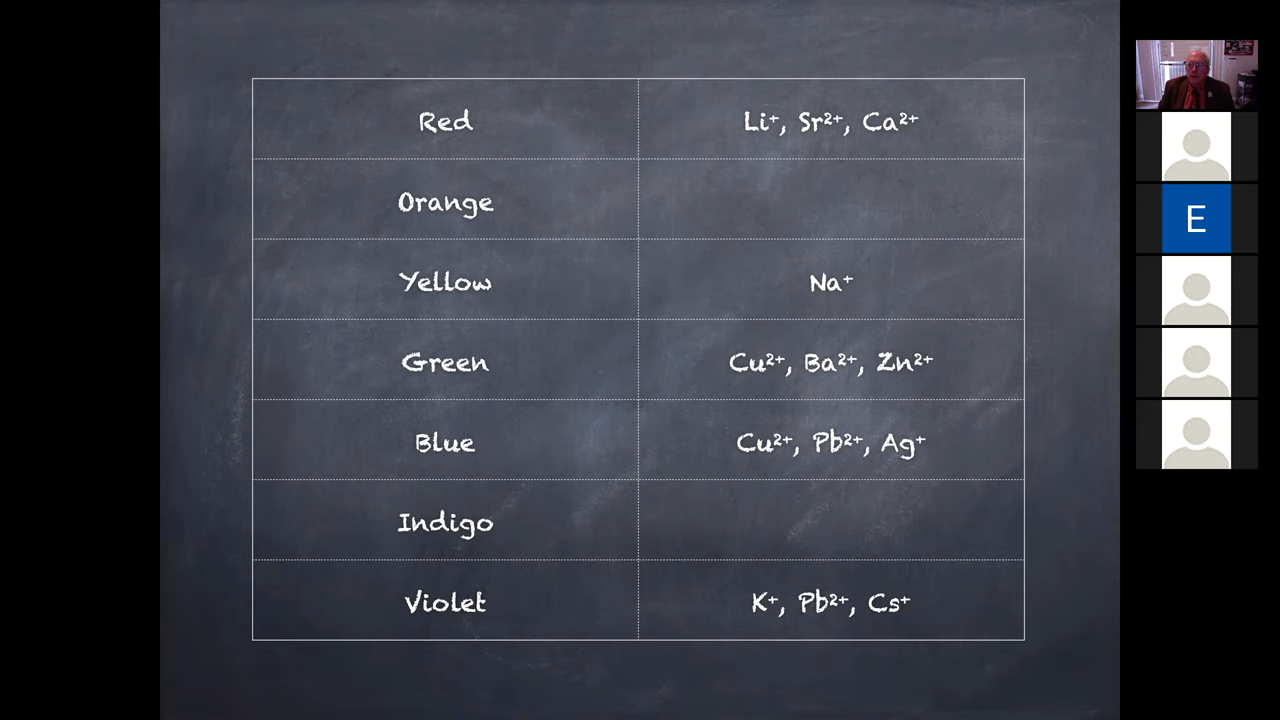 Red Li⁺, Sr²⁺, Ca²⁺
Orange
Yellow Na⁺
Green Cu²⁺, Ba²⁺, Zn²⁺
Blue Cu²⁺, Pb²⁺, Ag⁺
Indigo
Violet K⁺, Pb²⁺, Cs⁺
E